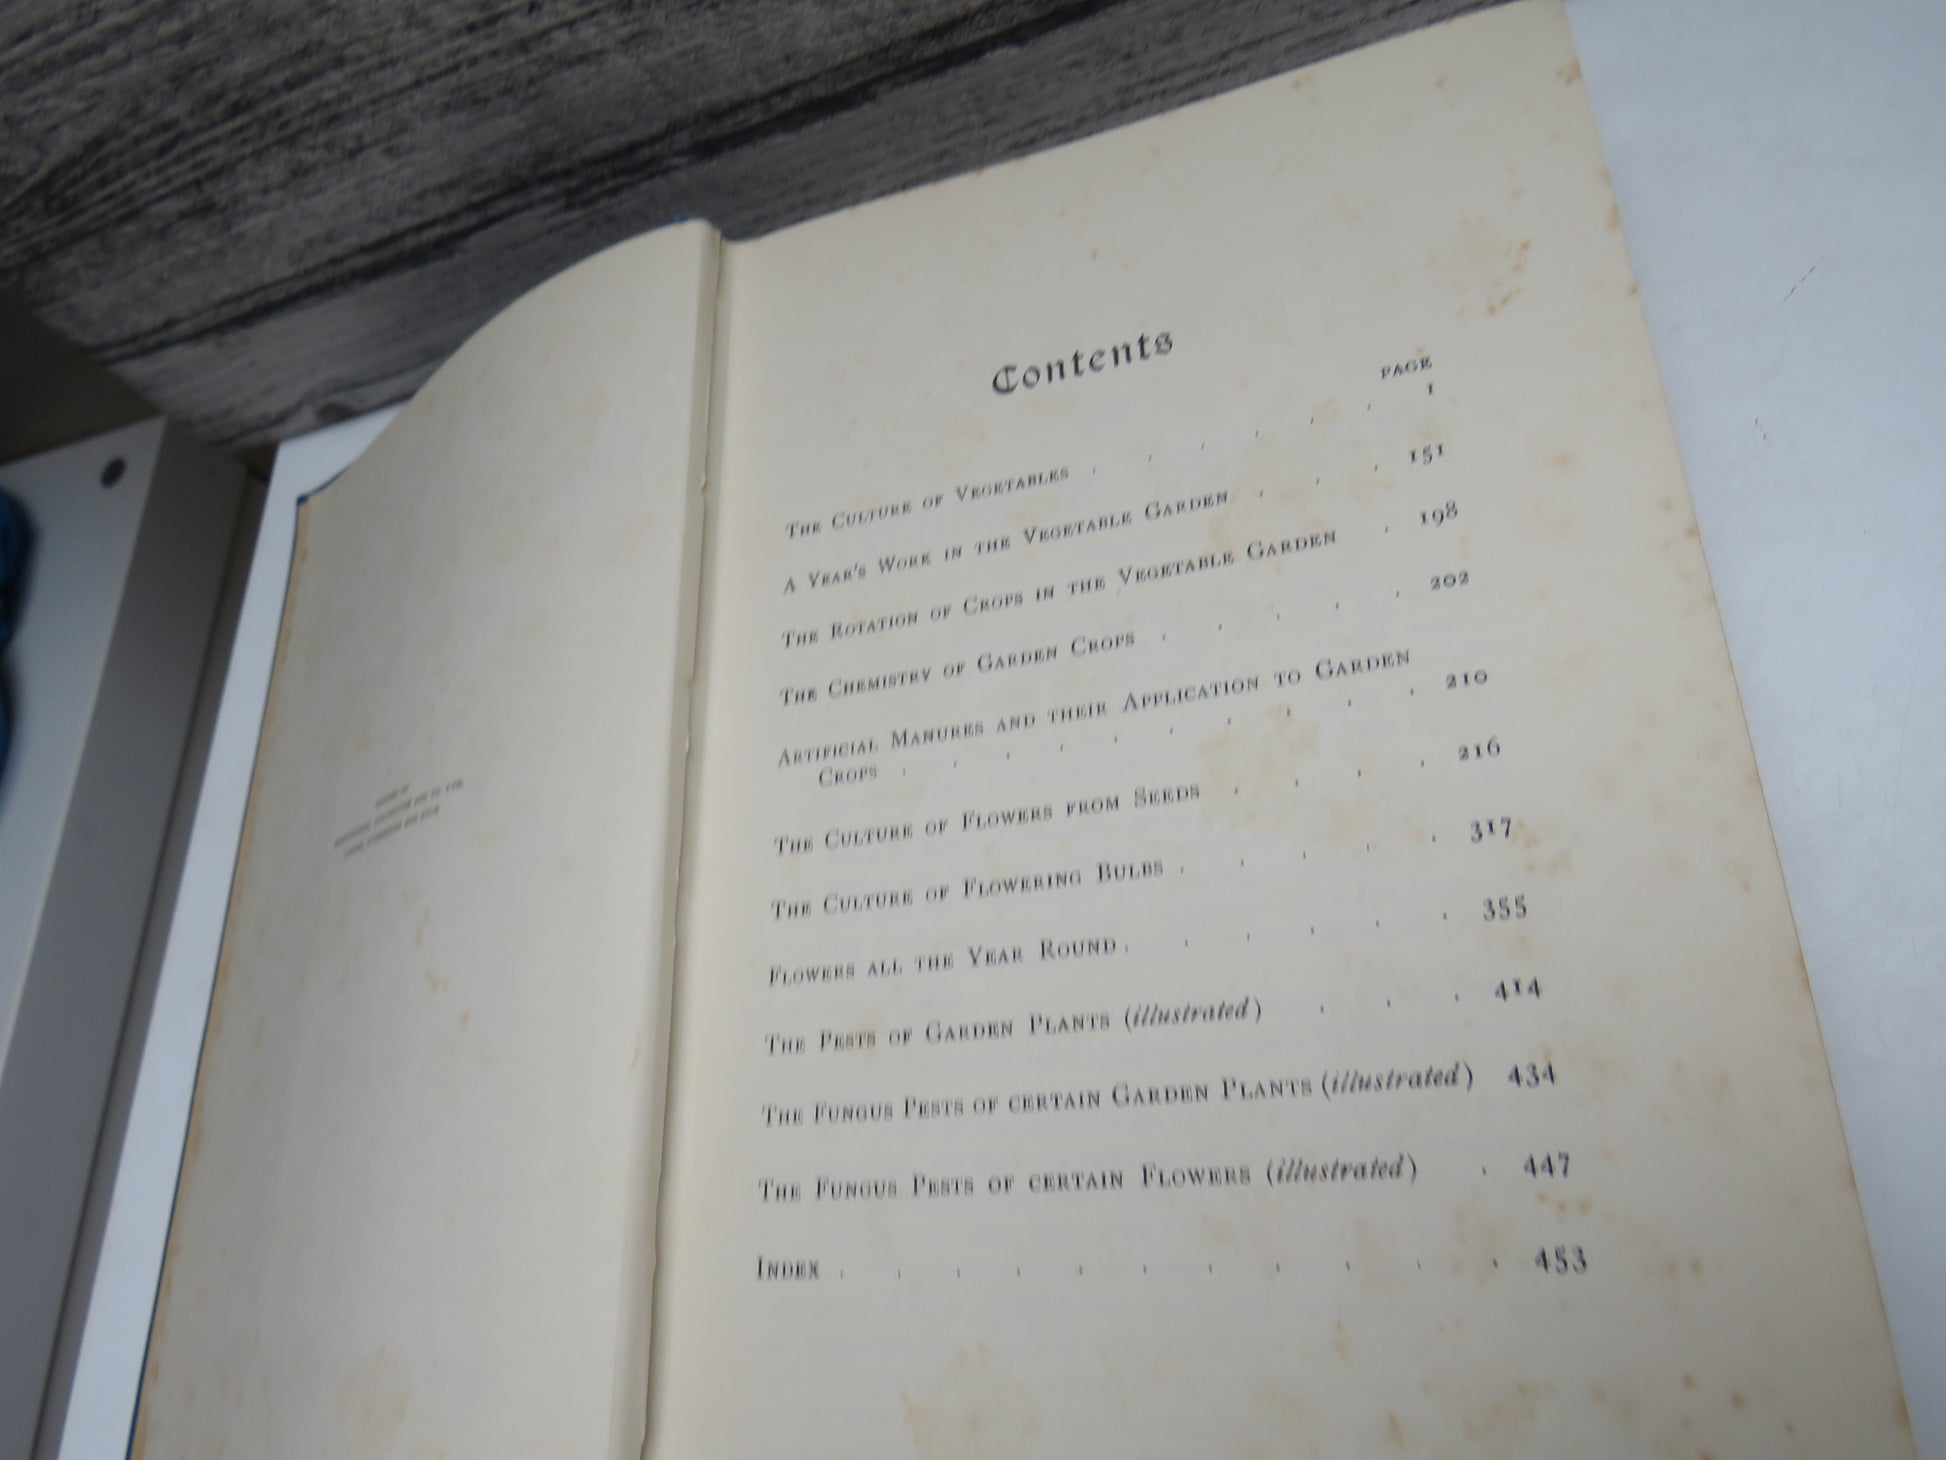 Contents
PAGE
THE CULTURE OF VEGETABLES . . . . . . 1
A YEAR'S WORK IN THE VEGETABLE GARDEN . . . 151
THE ROTATION OF CROPS IN THE VEGETABLE GARDEN . 198
THE CHEMISTRY OF GARDEN CROPS . . . . . 202
ARTIFICIAL MANURES AND THEIR APPLICATION TO GARDEN
CROPS . . . . . . . . . 210
THE CULTURE OF FLOWERS FROM SEEDS . . . . 216
THE CULTURE OF FLOWERING BULBS . . . . . 317
FLOWERS ALL THE YEAR ROUND . . . . . . 355
THE PESTS OF GARDEN PLANTS (illustrated) . . . 414
THE FUNGUS PESTS OF CERTAIN GARDEN PLANTS (illustrated) 434
THE FUNGUS PESTS OF CERTAIN FLOWERS (illustrated) . 447
INDEX . . . . . . . . . . . 453